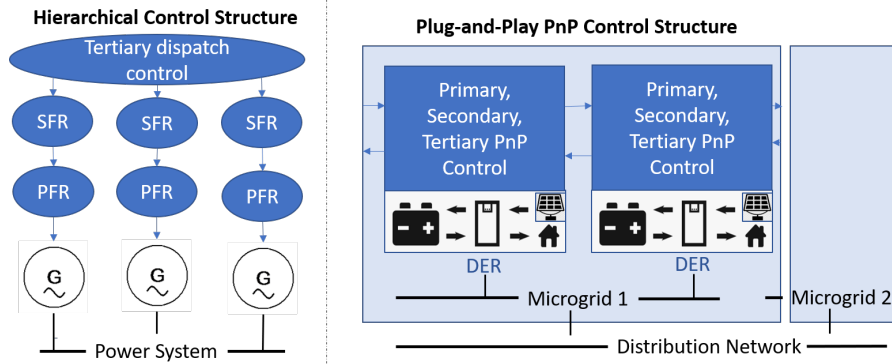 Hierarchical Control Structure
Tertiary dispatch
control
SFR
SFR
SFR
PFR
PFR
PFR
G
G
G
Power System
Plug-and-Play PnP Control Structure
Primary,
Secondary,
Tertiary PnP
Control
Primary,
Secondary,
Tertiary PnP
Control
DER
DER
Microgrid 1
Microgrid 2
Distribution Network